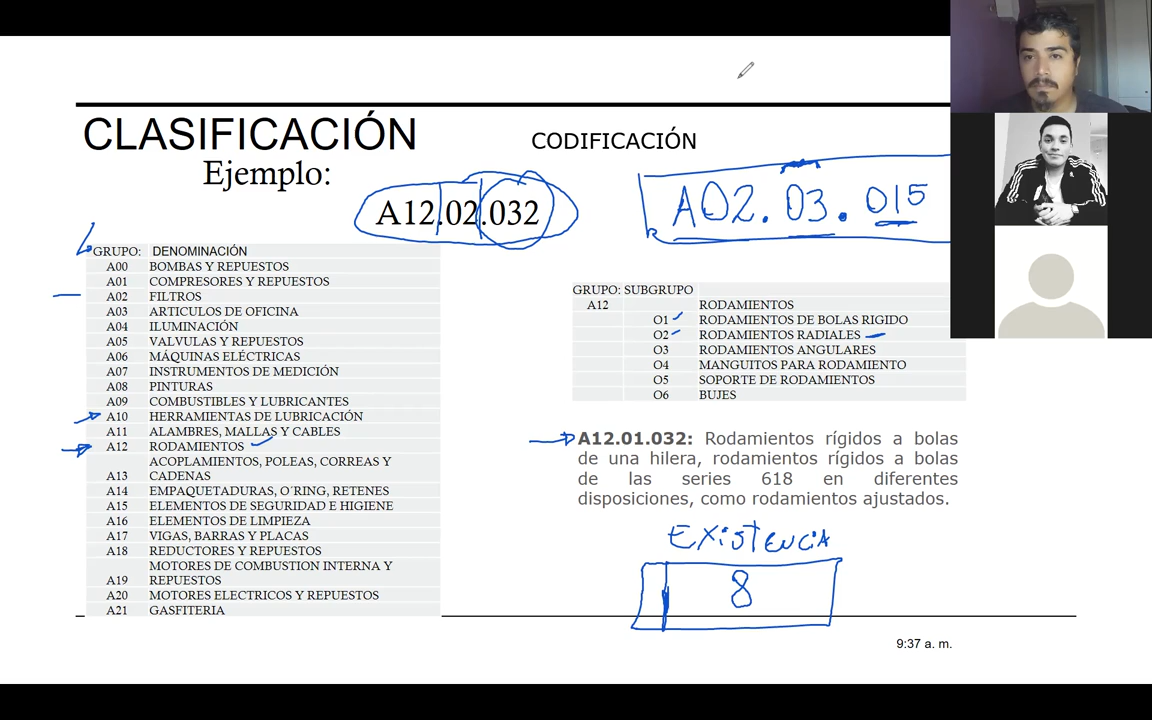 CLASIFICACIÓN
Ejemplo:
CODIFICACIÓN
A12.02.032
A02.03.015
GRUPO: DENOMINACIÓN
A00 BOMBAS Y REPUESTOS
A01 COMPRESORES Y REPUESTOS
A02 FILTROS
A03 ARTICULOS DE OFICINA
A04 ILUMINACIÓN
A05 VALVULAS Y REPUESTOS
A06 MÁQUINAS ELÉCTRICAS
A07 INSTRUMENTOS DE MEDICIÓN
A08 PINTURAS
A09 COMBUSTIBLES Y LUBRICANTES
A10 HERRAMIENTAS DE LUBRICACIÓN
A11 ALAMBRES, MALLAS Y CABLES
A12 RODAMIENTOS
ACOPLAMIENTOS, POLEAS, CORREAS Y
A13 CADENAS
A14 EMPAQUETADURAS, O´RING, RETENES
A15 ELEMENTOS DE SEGURIDAD E HIGIENE
A16 ELEMENTOS DE LIMPIEZA
A17 VIGAS, BARRAS Y PLACAS
A18 REDUCTORES Y REPUESTOS
MOTORES DE COMBUSTION INTERNA Y
A19 REPUESTOS
A20 MOTORES ELECTRICOS Y REPUESTOS
A21 GASFITERIA
GRUPO: SUBGRUPO
A12 RODAMIENTOS
O1 RODAMIENTOS DE BOLAS RIGIDO
O2 RODAMIENTOS RADIALES
O3 RODAMIENTOS ANGULARES
O4 MANGUITOS PARA RODAMIENTO
O5 SOPORTE DE RODAMIENTOS
O6 BUJES
A12.01.032: Rodamientos rígidos a bolas
de una hilera, rodamientos rígidos a bolas
de las series 618 en diferentes
disposiciones, como rodamientos ajustados.
EXiSTENCiA
8
9:37 a. m.